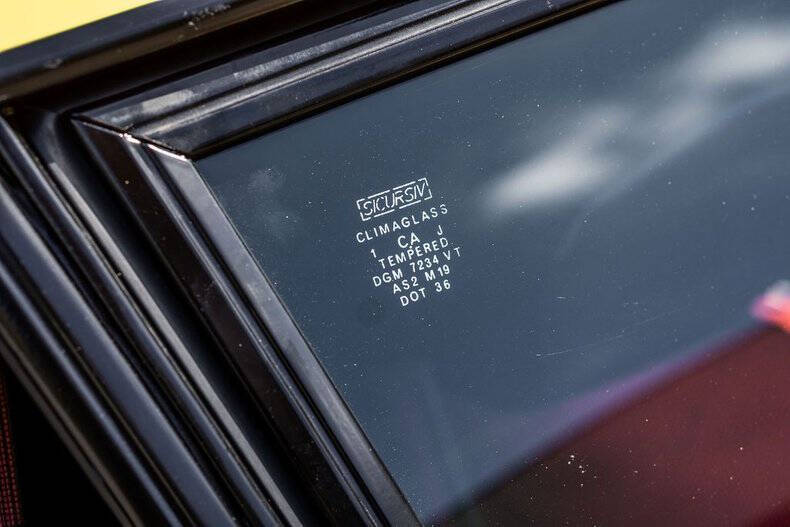 SICURSIV
CLIMAGLASS
1 CA J
TEMPERED
DGM 7234 VT
AS2 M19
DOT 36